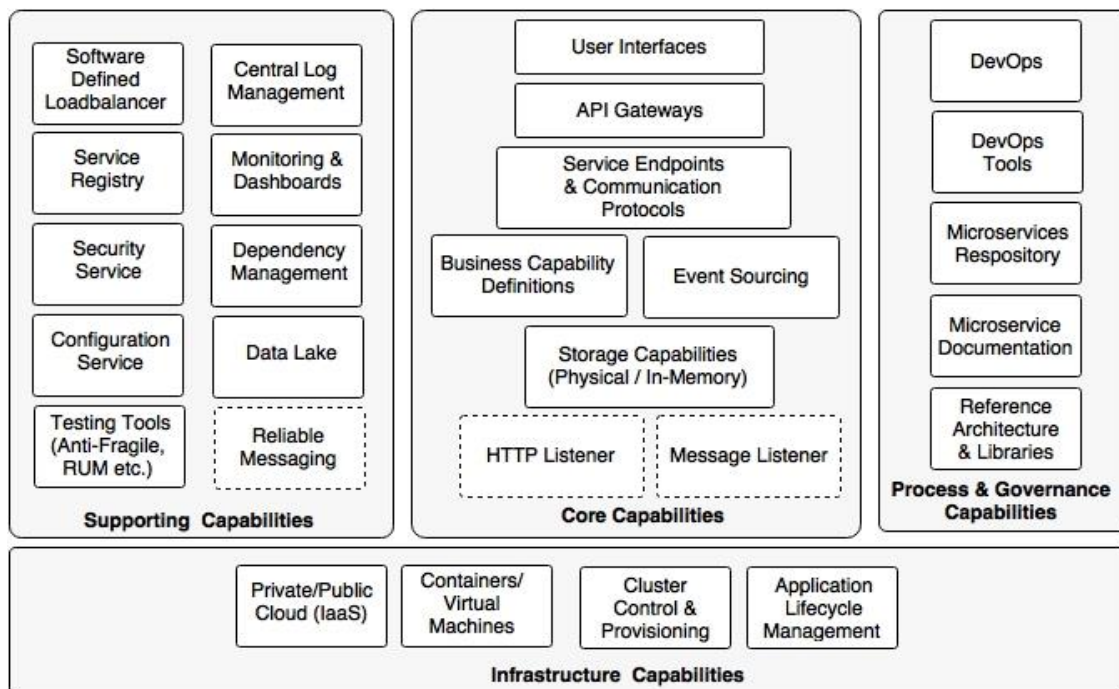 Software
Defined
Loadbalancer
Central Log
Management
Service
Registry
Monitoring &
Dashboards
Security
Service
Dependency
Management
Configuration
Service
Data Lake
Testing Tools
(Anti-Fragile,
RUM etc.)
Reliable
Messaging
Supporting Capabilities
User Interfaces
API Gateways
Service Endpoints
& Communication
Protocols
Business Capability
Definitions
Event Sourcing
Storage Capabilities
(Physical / In-Memory)
HTTP Listener
Message Listener
Core Capabilities
DevOps
DevOps
Tools
Microservices
Respository
Microservice
Documentation
Reference
Architecture
& Libraries
Process & Governance
Capabilities
Private/Public
Cloud (IaaS)
Containers/
Virtual
Machines
Cluster
Control &
Provisioning
Application
Lifecycle
Management
Infrastructure Capabilities